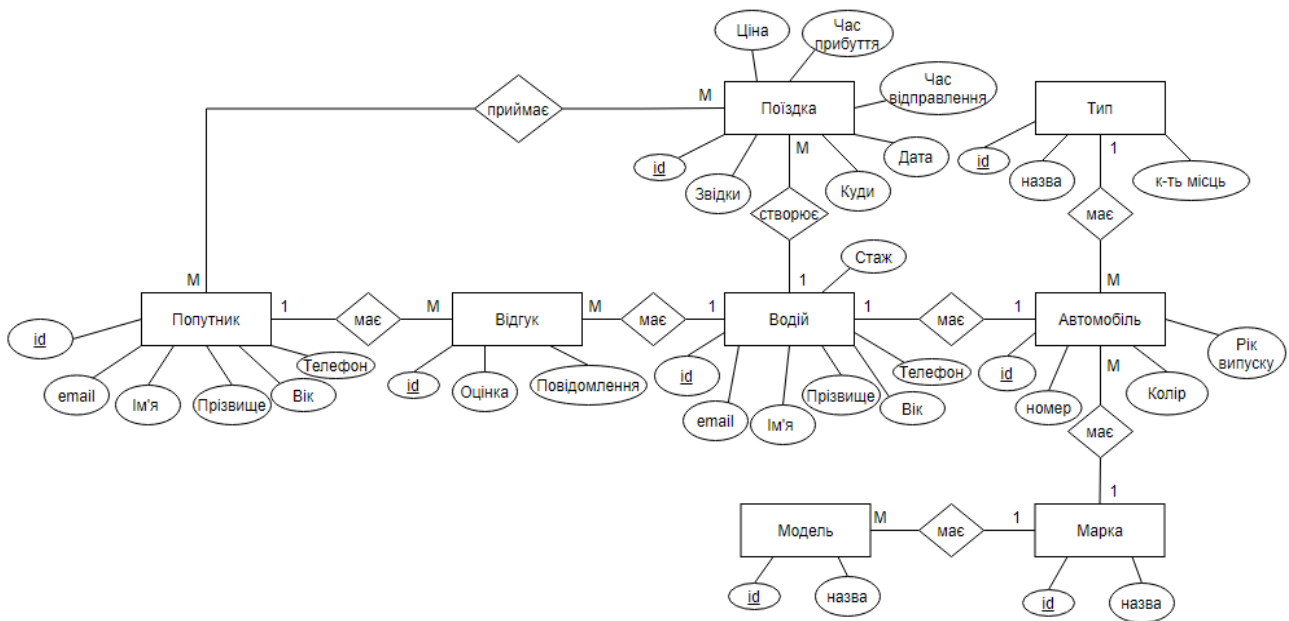 Ціна
Час
прибуття
Час
відправлення
приймає
М
Поїздка
Тип
М
1
id
Звідки
Куди
Дата
id
назва
к-ть місць
створює
має
Стаж
М
1
М
Попутник
1
має
М
Відгук
М
має
1
Водій
1
має
1
Автомобіль
id
email
Ім'я
Прізвище
Вік
Телефон
id
Оцінка
Повідомлення
id
email
Ім'я
Прізвище
Вік
Телефон
id
номер
М
Колір
Рік
випуску
має
1
Модель
М
має
1
Марка
id
назва
id
назва